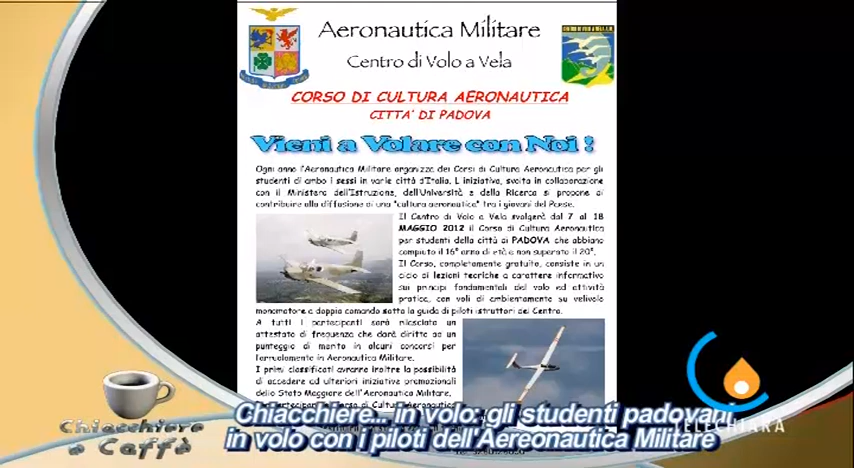 Aeronautica Militare
Centro di Volo a Vela
CORSO DI CULTURA AERONAUTICA
CITTA' DI PADOVA
Vieni a Volare con Noi !
Ogni anno l'Aeronautica Militare organizza dei Corsi di Cultura Aeronautica per gli
studenti di ambo i sessi in varie città d'Italia. L iniziativa, svolta in collaborazione
con il Ministero dell'Istruzione, dell'Università e della Ricerca si propone di
contribuire alla diffusione di una "cultura aeronautica" tra i giovani del Paese.
Il Centro di Volo a Vela svolgerà dal 7 al 18
MAGGIO 2012 il Corso di Cultura Aeronautica
per studenti della città di PADOVA che abbiano
compiuto il 16° anno di età e non superato il 20°.
Il Corso, completamente gratuito, consiste in un
ciclo di lezioni teoriche a carattere informativo
sui principi fondamentali del volo ed attività
pratica, con voli di ambientamento su velivolo
monomotore a doppio comando sotto la guida di piloti istruttori del Centro.
A tutti i partecipanti sarà rilasciato un
attestato di frequenza che darà diritto ad un
punteggio di merito in alcuni concorsi per
l'arruolamento in Aeronautica Militare.
I primi classificati avranno inoltre la possibilità
di accedere ad ulteriori iniziative promozionali
dello Stato Maggiore dell'Aeronautica Militare.
Chiacchiere... in volo: gli studenti padovani
in volo con i piloti dell'Aereonautica Militare
Chiacchiere
e Caffè
TELECHIARA